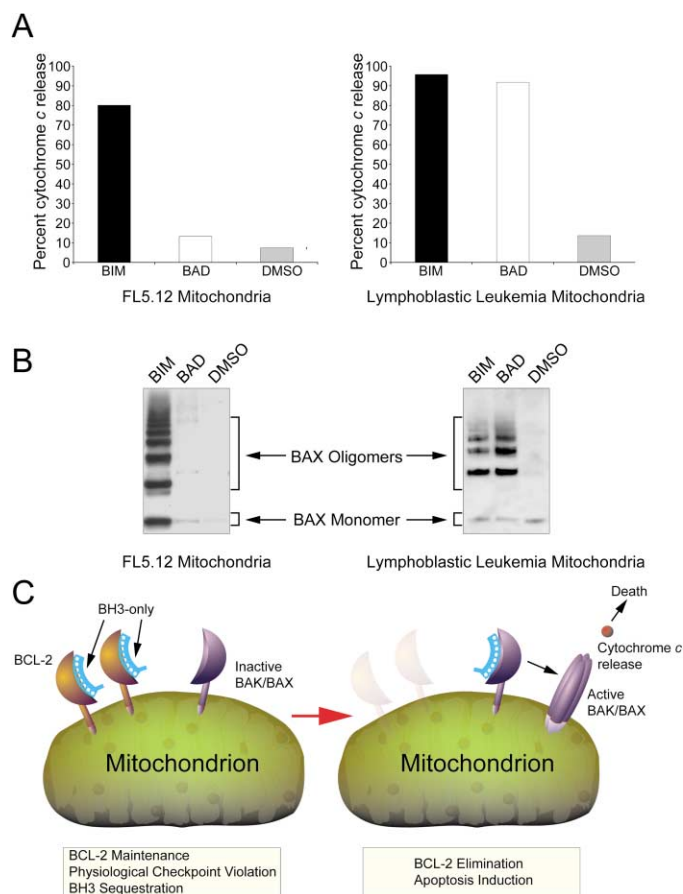 A
Percent cytochrome c release
100
90
80
70
60
50
40
30
20
10
0
BIM BAD DMSO
FL5.12 Mitochondria
Percent cytochrome c release
100
90
80
70
60
50
40
30
20
10
0
BIM BAD DMSO
Lymphoblastic Leukemia Mitochondria
B
BIM BAD DMSO
BIM BAD DMSO
BAX Oligomers
BAX Monomer
FL5.12 Mitochondria
Lymphoblastic Leukemia Mitochondria
C
BH3-only
BCL-2
Inactive
BAK/BAX
Mitochondrion
BCL-2 Maintenance
Physiological Checkpoint Violation
BH3 Sequestration
Death
Cytochrome c
release
Active
BAK/BAX
Mitochondrion
BCL-2 Elimination
Apoptosis Induction